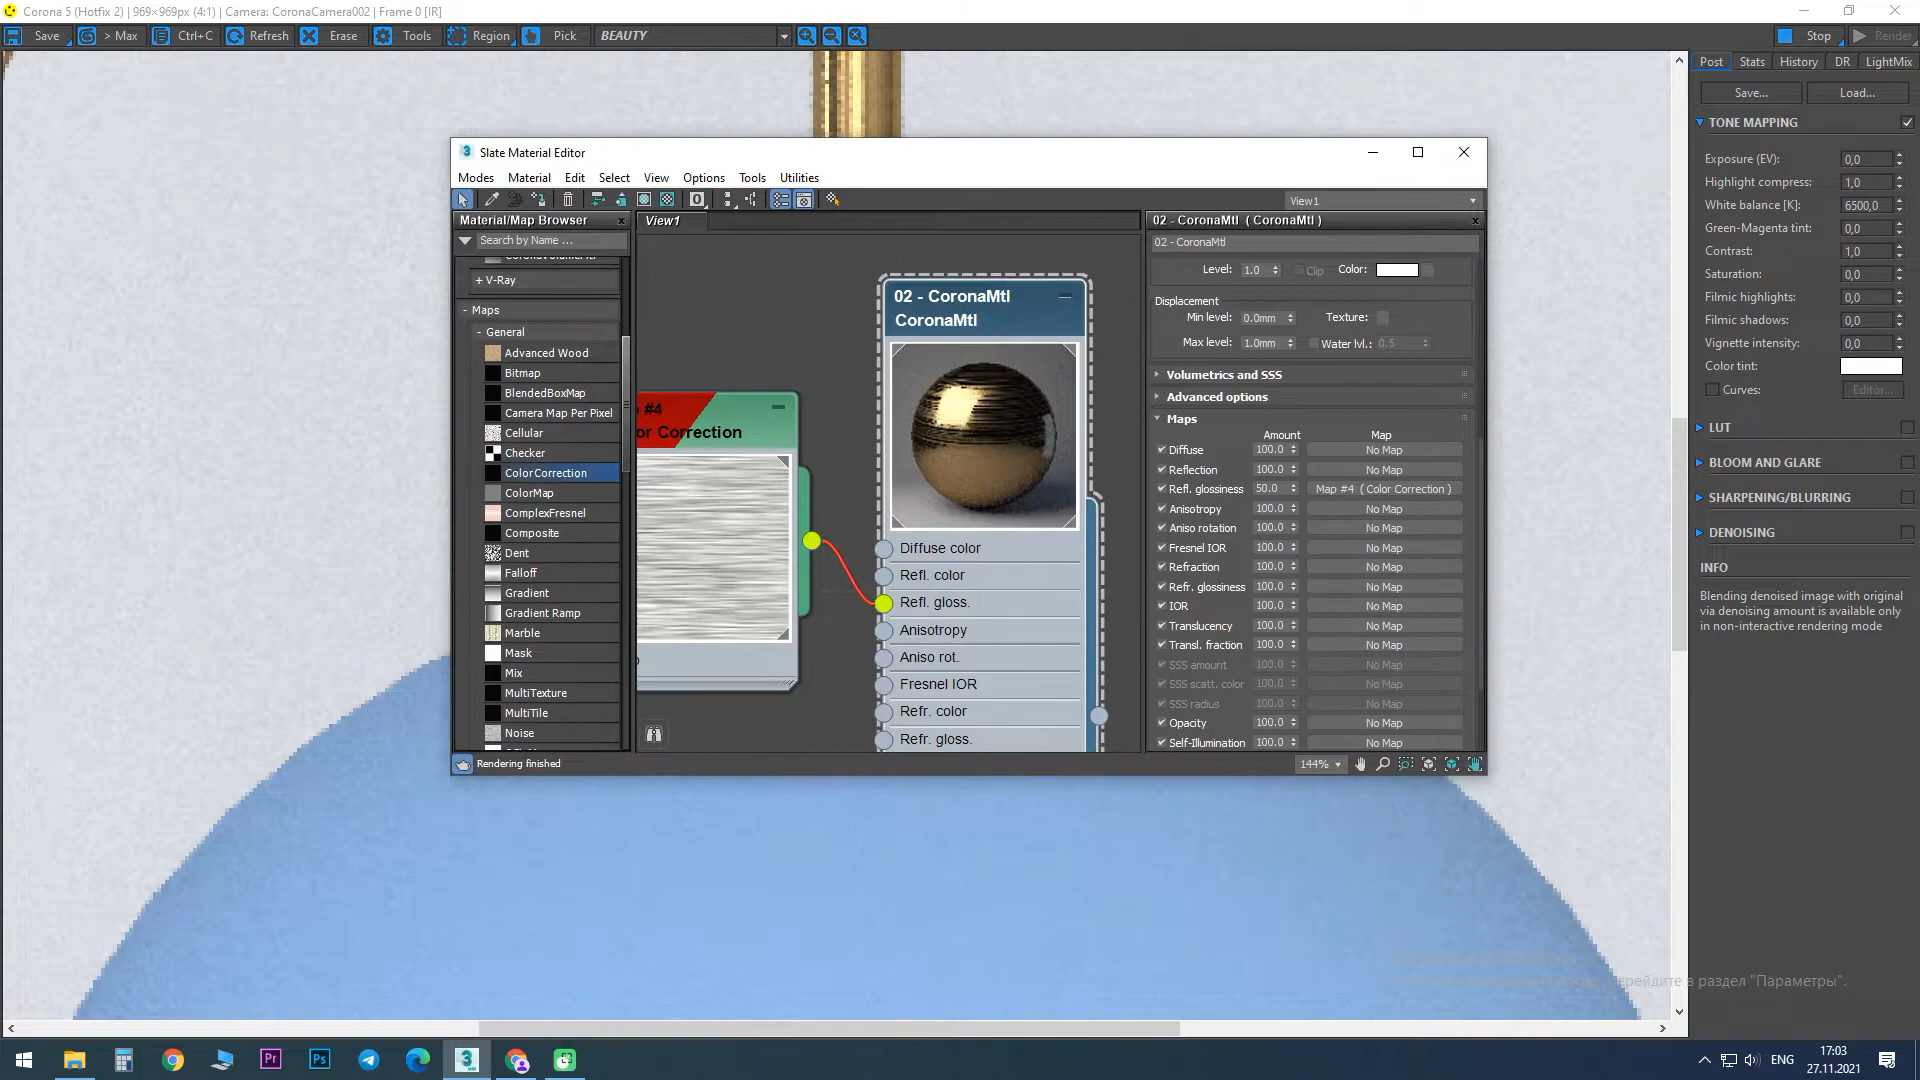 Corona 5 (Hotfix 2) | 969×969px (4:1) | Camera: CoronaCamera002 | Frame 0 [IR]
Save > Max Ctrl+C Refresh Erase Tools Region Pick BEAUTY Stop Render
Post Stats History DR LightMix
Save... Load...
TONE MAPPING
Exposure (EV): 0,0
Highlight compress: 1,0
White balance [K]: 6500,0
Green-Magenta tint: 0,0
Contrast: 1,0
Saturation: 0,0
Filmic highlights: 0,0
Filmic shadows: 0,0
Vignette intensity: 0,0
Color tint:
Curves: Editor...
LUT
BLOOM AND GLARE
SHARPENING/BLURRING
DENOISING
INFO
Blending denoised image with original
via denoising amount is available only
in non-interactive rendering mode
3 Slate Material Editor
Modes Material Edit Select View Options Tools Utilities
View1
Material/Map Browser
Search by Name ...
+ V-Ray
- Maps
- General
Advanced Wood
Bitmap
BlendedBoxMap
Camera Map Per Pixel
Cellular
Checker
ColorCorrection
ColorMap
ComplexFresnel
Composite
Dent
Falloff
Gradient
Gradient Ramp
Marble
Mask
Mix
MultiTexture
MultiTile
Noise
View1
#4
or Correction
02 - CoronaMtl
CoronaMtl
Diffuse color
Refl. color
Refl. gloss.
Anisotropy
Aniso rot.
Fresnel IOR
Refr. color
Refr. gloss.
02 - CoronaMtl ( CoronaMtl )
02 - CoronaMtl
Level: 1.0 Clip Color:
Displacement
Min level: 0.0mm Texture:
Max level: 1.0mm Water lvl.: 0.5
Volumetrics and SSS
Advanced options
Maps
Amount Map
Diffuse 100.0 No Map
Reflection 100.0 No Map
Refl. glossiness 50.0 Map #4 ( Color Correction )
Anisotropy 100.0 No Map
Aniso rotation 100.0 No Map
Fresnel IOR 100.0 No Map
Refraction 100.0 No Map
Refr. glossiness 100.0 No Map
IOR 100.0 No Map
Translucency 100.0 No Map
Transl. fraction 100.0 No Map
SSS amount 100.0 No Map
SSS scatt. color 100.0 No Map
SSS radius 100.0 No Map
Opacity 100.0 No Map
Self-Illumination 100.0 No Map
Rendering finished
144%
перейдите в раздел "Параметры".
Pr Ps 3
ENG
17:03
27.11.2021